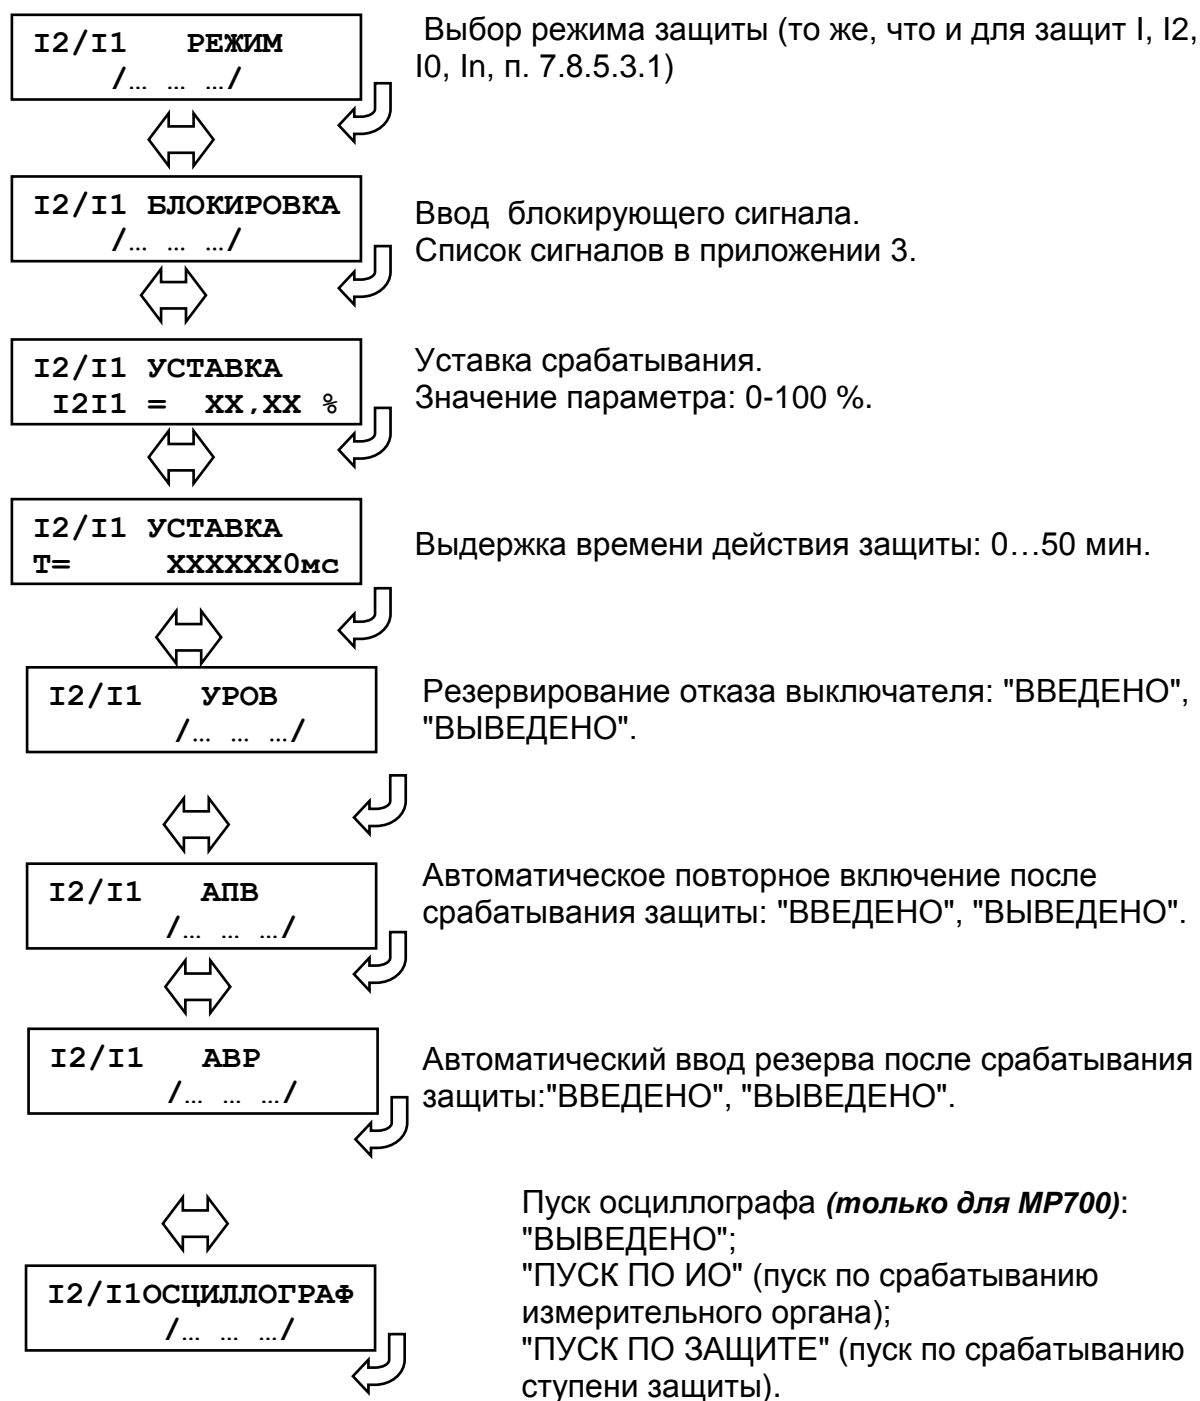 I2/I1 РЕЖИМ
/… … …/
Выбор режима защиты (то же, что и для защит I, I2,
I0, In, п. 7.8.5.3.1)
I2/I1 БЛОКИРОВКА
/… … …/
Ввод блокирующего сигнала.
Список сигналов в приложении 3.
I2/I1 УСТАВКА
I2I1 = XX,XX %
Уставка срабатывания.
Значение параметра: 0-100 %.
I2/I1 УСТАВКА
T= XXXXXX0мс
Выдержка времени действия защиты: 0…50 мин.
I2/I1 УРОВ
/… … …/
Резервирование отказа выключателя: "ВВЕДЕНО",
"ВЫВЕДЕНО".
I2/I1 АПВ
/… … …/
Автоматическое повторное включение после
срабатывания защиты: "ВВЕДЕНО", "ВЫВЕДЕНО".
I2/I1 АВР
/… … …/
Автоматический ввод резерва после срабатывания
защиты:"ВВЕДЕНО", "ВЫВЕДЕНО".
I2/I1ОСЦИЛЛОГРАФ
/… … …/
Пуск осциллографа (только для МР700):
"ВЫВЕДЕНО";
"ПУСК ПО ИО" (пуск по срабатыванию
измерительного органа);
"ПУСК ПО ЗАЩИТЕ" (пуск по срабатыванию
ступени защиты).